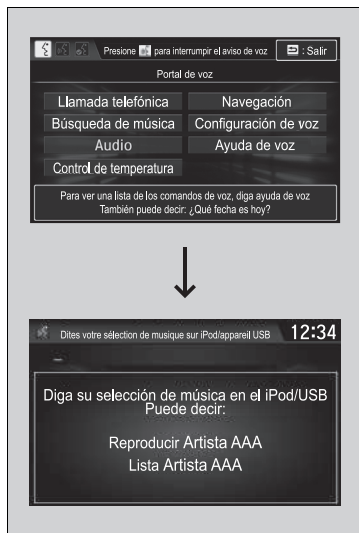 Presione para interrumpir el aviso de voz
: Salir
Portal
de voz
Llamada telefónica
Navegación
Búsqueda de música
Configuración de voz
Audio
Ayuda de voz
Control de temperatura
Para ver una lista de los comandos de voz, diga ayuda de voz
También puede decir: ¿Qué fecha es hoy?
Dites votre sélection de musique sur iPod/appareil USB
12:34
Diga su selección de música en el iPod/USB
Puede decir:
Reproducir Artista AAA
Lista Artista AAA